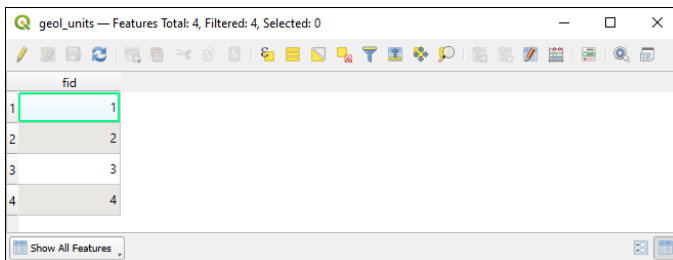 geol_units — Features Total: 4, Filtered: 4, Selected: 0
fid
1 1
2 2
3 3
4 4
Show All Features